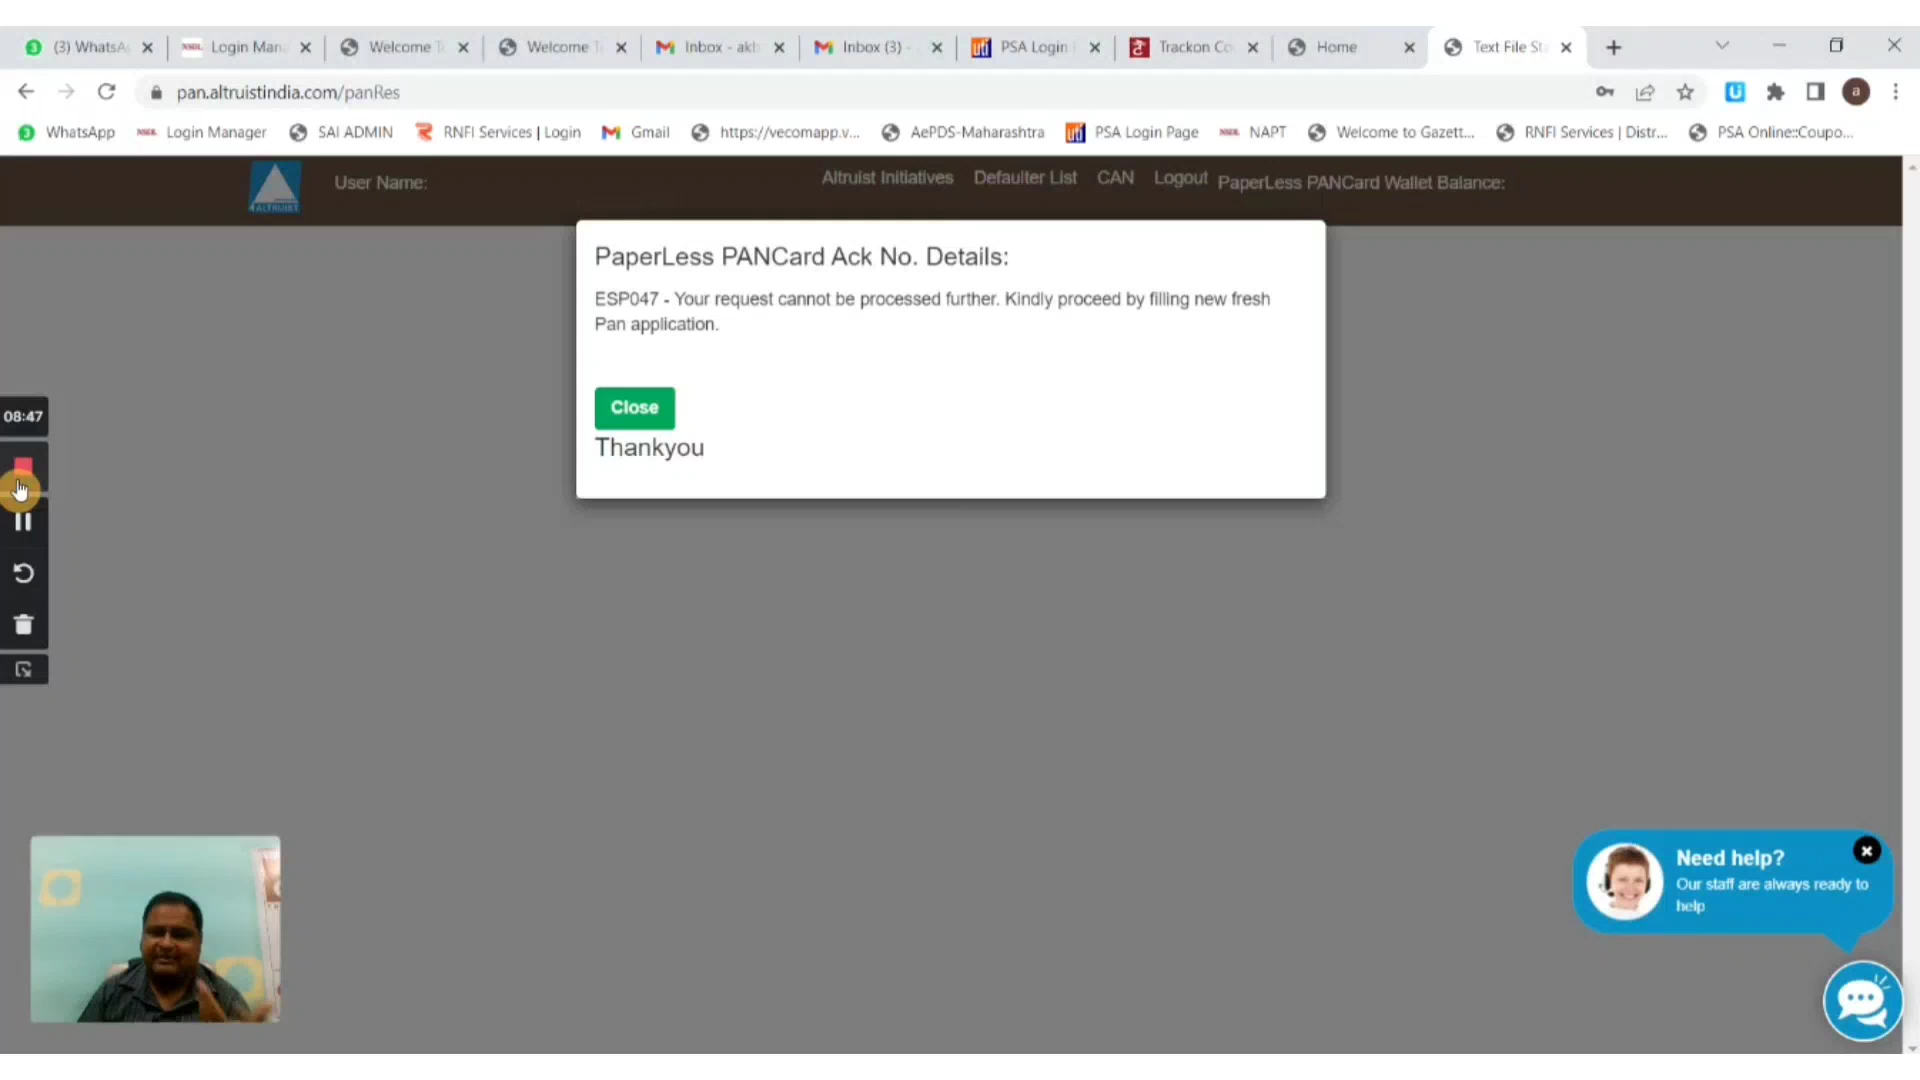 (3) WhatsA
Login Man
Welcome T
Welcome T
Inbox - akl
Inbox (3) -
PSA Login
Trackon Co
Home
Text File St
pan.altruistindia.com/panRes
WhatsApp
Login Manager
SAI ADMIN
RNFI Services | Login
Gmail
https://vecomapp.v...
AePDS-Maharashtra
PSA Login Page
NAPT
Welcome to Gazett...
RNFI Services | Distr...
PSA Online::Coupo...
ALTRUIST
User Name:
Altruist Initiatives
Defaulter List
CAN
Logout
PaperLess PANCard Wallet Balance:
PaperLess PANCard Ack No. Details:
ESP047 - Your request cannot be processed further. Kindly proceed by filling new fresh
Pan application.
Close
Thankyou
08:47
Need help?
Our staff are always ready to
help